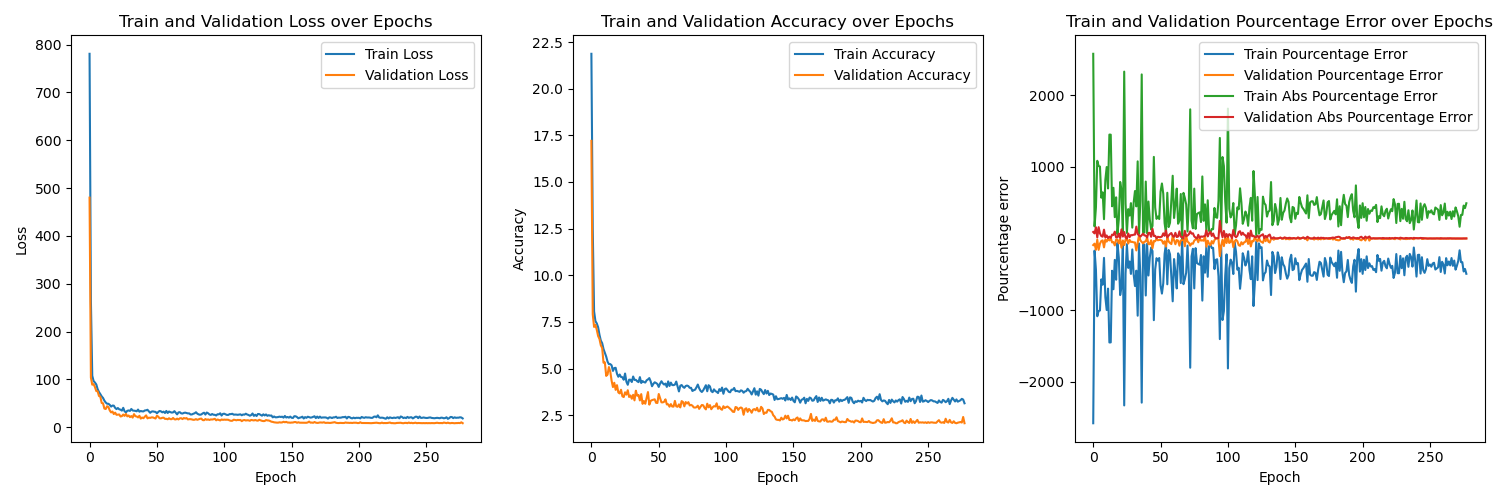 Train and Validation Loss over Epochs
800
700
600
500
400
300
200
100
0
Loss
0 50 100 150 200 250
Epoch
Train Loss
Validation Loss
Train and Validation Accuracy over Epochs
22.5
20.0
17.5
15.0
12.5
10.0
7.5
5.0
2.5
Accuracy
0 50 100 150 200 250
Epoch
Train Accuracy
Validation Accuracy
Train and Validation Pourcentage Error over Epochs
2000
1000
0
−1000
−2000
Pourcentage error
0 50 100 150 200 250
Epoch
Train Pourcentage Error
Validation Pourcentage Error
Train Abs Pourcentage Error
Validation Abs Pourcentage Error